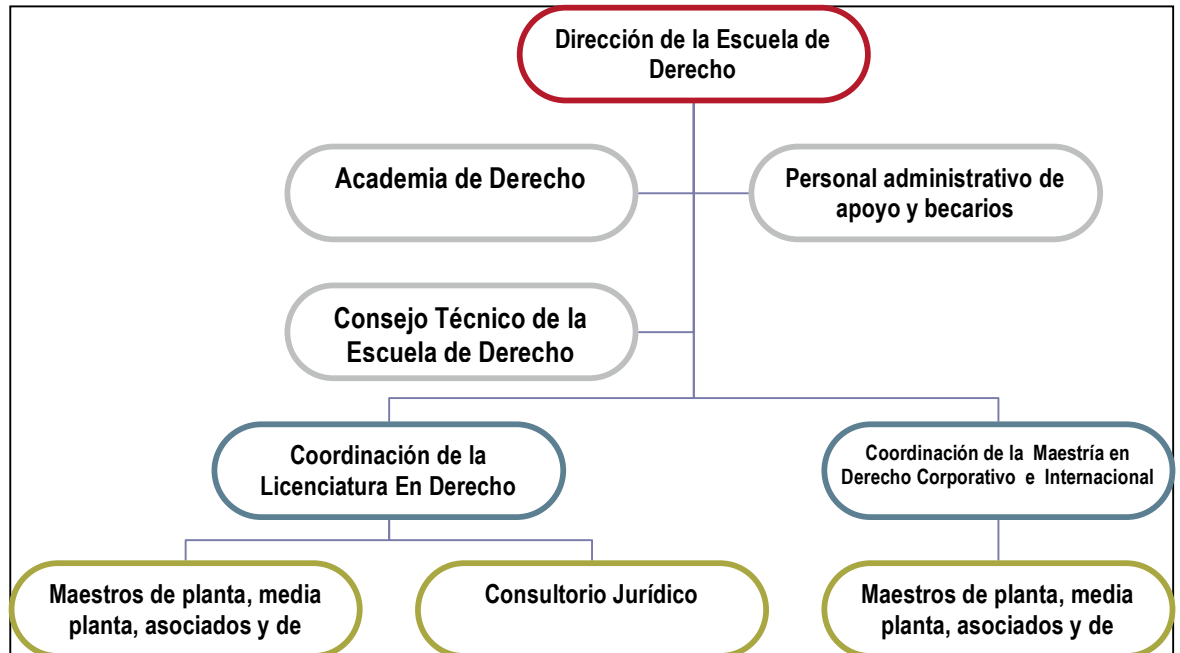 Dirección de la Escuela de
Derecho
Academia de Derecho
Personal administrativo de
apoyo y becarios
Consejo Técnico de la
Escuela de Derecho
Coordinación de la
Licenciatura En Derecho
Coordinación de la Maestría en
Derecho Corporativo e Internacional
Maestros de planta, media
planta, asociados y de
Consultorio Jurídico
Maestros de planta, media
planta, asociados y de